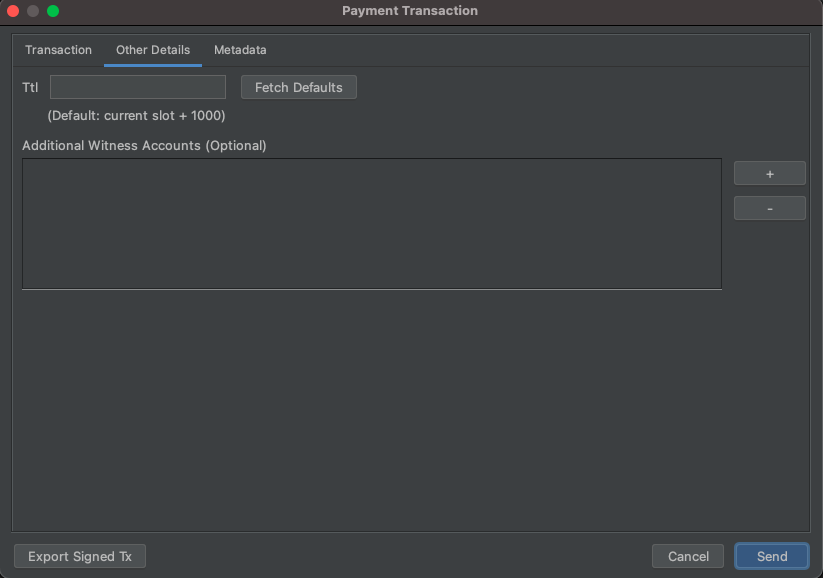 Payment Transaction
Transaction Other Details Metadata
Ttl Fetch Defaults
(Default: current slot + 1000)
Additional Witness Accounts (Optional)
+
-
Export Signed Tx Cancel Send